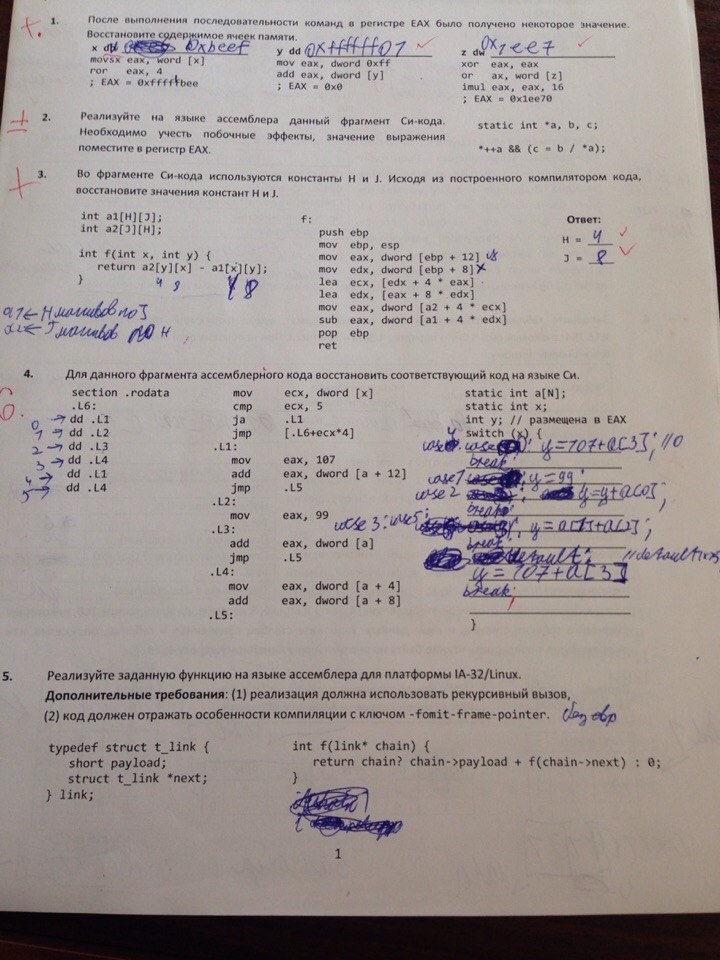 +.
1. После выполнения последовательности команд в регистре EAX было получено некоторое значение.
Восстановите содержимое ячеек памяти.
x dw 0xbeef y dd 0xffffff01 z dw 0x1ee7
movsx eax, word [x] mov eax, dword 0xff xor eax, eax
ror eax, 4 add eax, dword [y] or ax, word [z]
; EAX = 0xfffffbee ; EAX = 0x0 imul eax, eax, 16
; EAX = 0x1ee70
±
2. Реализуйте на языке ассемблера данный фрагмент Си-кода. static int *a, b, c;
Необходимо учесть побочные эффекты, значение выражения
поместите в регистр EAX. *++a && (c = b / *a);
+
3. Во фрагменте Си-кода используются константы H и J. Исходя из построенного компилятором кода,
восстановите значения констант H и J.
int a1[H][J]; f: Ответ:
int a2[J][H]; push ebp H = 4
mov ebp, esp
int f(int x, int y) { mov eax, dword [ebp + 12] y J = 8
return a2[y][x] - a1[x][y]; mov edx, dword [ebp + 8] x
} 4 8 lea ecx, [edx + 4 * eax]
lea edx, [eax + 8 * edx]
a1 ← H массивов по J mov eax, dword [a2 + 4 * ecx]
a2 ← J массивов по H sub eax, dword [a1 + 4 * edx]
pop ebp
ret
4. Для данного фрагмента ассемблерного кода восстановить соответствующий код на языке Си.
section .rodata mov ecx, dword [x] static int a[N];
.L6: cmp ecx, 5 static int x;
0 → dd .L1 ja .L1 int y; // размещена в EAX
1 → dd .L2 jmp [.L6+ecx*4] switch (x) {
2 → dd .L3 .L1: y=107+a[3]; //0
3 → dd .L4 mov eax, 107 break;
4 → dd .L1 add eax, dword [a + 12] case 1 y=99
5 → dd .L4 jmp .L5 case 2 y=y+a[0];
.L2: break;
mov eax, 99 case 3: case 5: y=a[1]+a[2];
.L3: break;
add eax, dword [a] default:
jmp .L5 y = 107+a[3]
.L4: break;
mov eax, dword [a + 4]
add eax, dword [a + 8]
.L5: }
5. Реализуйте заданную функцию на языке ассемблера для платформы IA-32/Linux.
Дополнительные требования: (1) реализация должна использовать рекурсивный вызов,
(2) код должен отражать особенности компиляции с ключом -fomit-frame-pointer. без ebp
typedef struct t_link { int f(link* chain) {
short payload; return chain? chain->payload + f(chain->next) : 0;
struct t_link *next; }
} link;
1